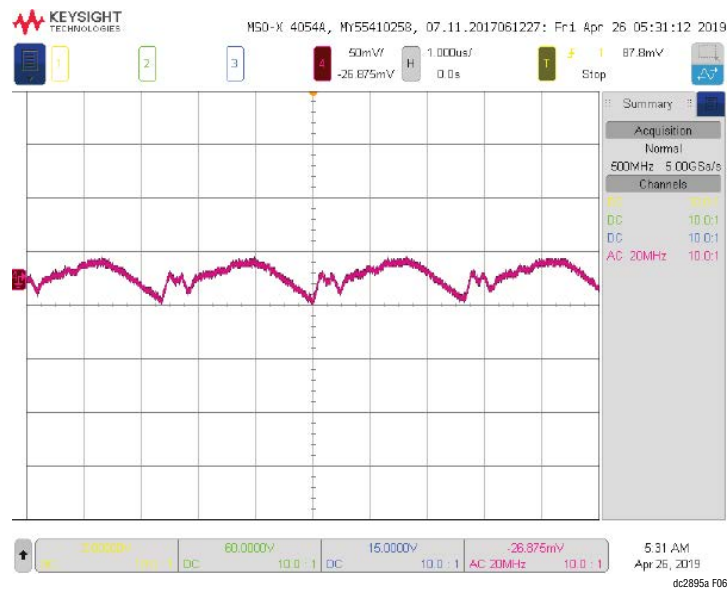 KEYSIGHT
TECHNOLOGIES
MSO-X 4054A, MY55410258, 07.11.2017061227: Fri Apr 26 05:31:12 2019
1
2
3
4
50mV/
-26.875mV
H
1.000us/
0.0s
T
1
Stop
87.8mV
Summary
Acquisition
Normal
500MHz 5.00GSa/s
Channels
DC 10.0:1
DC 10.0:1
DC 10.0:1
AC 20MHz 10.0:1
60.0000V
15.0000V
-26.875mV
DC 10.0 : 1
DC 10.0 : 1
AC 20MHz 10.0 : 1
5:31 AM
Apr 26, 2019
dc2895a F06